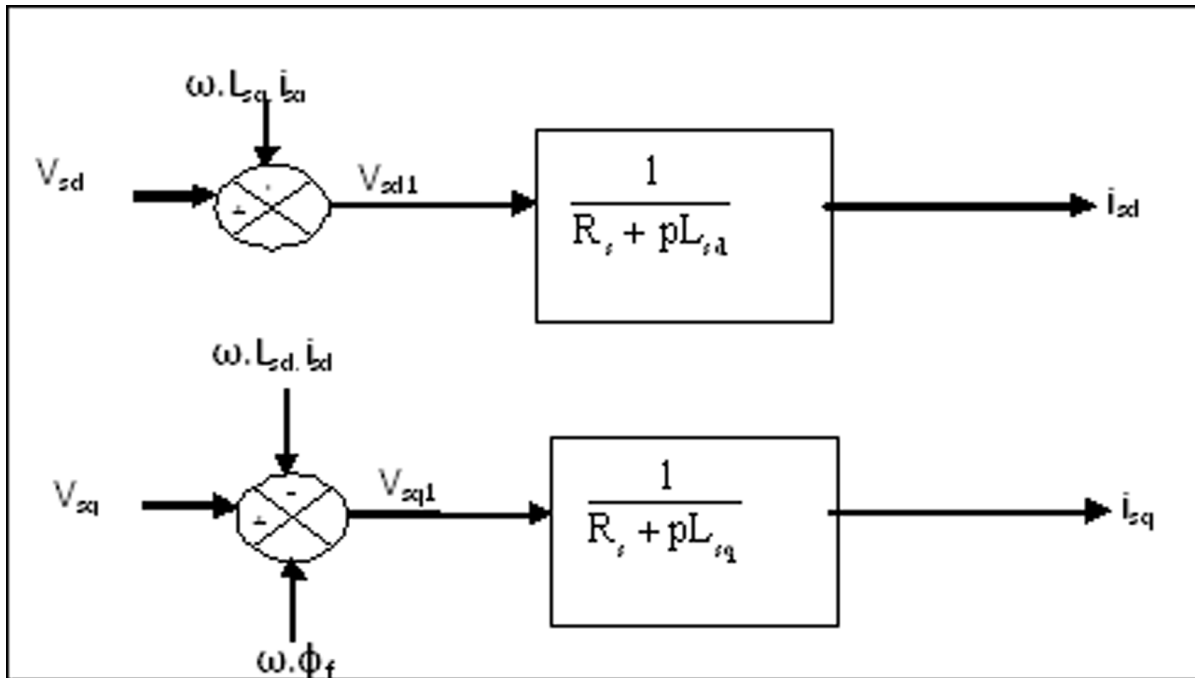 ω.Lsq isq
Vsd
Vsd1
+
-
1
Rs + pLsd
isd
ω.Lsd. isd
Vsq
Vsq1
+
-
1
Rs + pLsq
isq
ω.ϕf